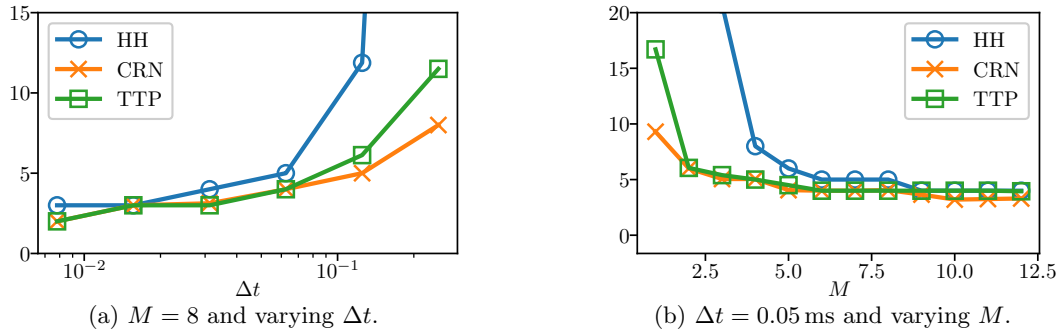 15
10
5
0
HH
CRN
TTP
10⁻²
10⁻¹
Δt
(a) M = 8 and varying Δt.
20
15
10
5
0
HH
CRN
TTP
2.5 5.0 7.5 10.0 12.5
M
(b) Δt = 0.05 ms and varying M.